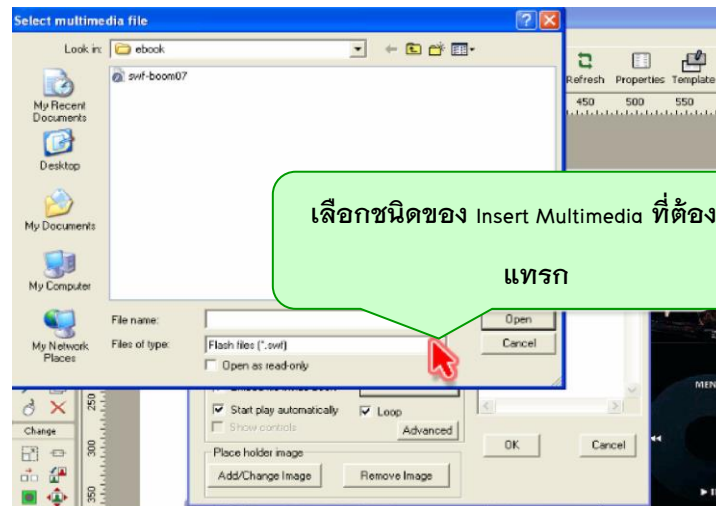 Select multimedia file
Look in:
ebook
Refresh
Properties
Template
swf-boom07
450
500
550
My Recent
Documents
Desktop
เลือกชนิดของ Insert Multimedia ที่ต้อง
แทรก
My Documents
My Computer
File name:
Open
My Network
Places
Files of type:
Flash files (*.swf)
Cancel
Open as read-only
MEN
250
Start play automatically
Loop
Change
Show controls
Advanced
OK
Cancel
300
Place holder image
Add/Change Image
Remove Image
350